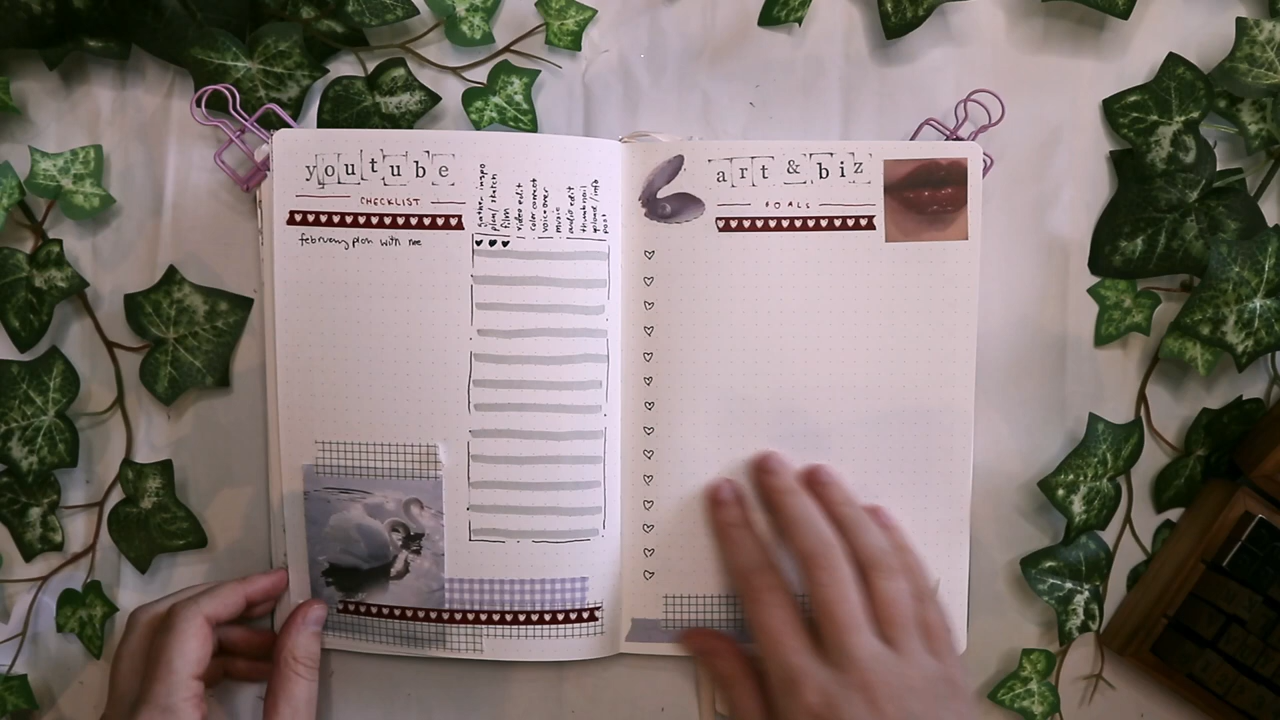 youtube
CHECKLIST
february plan with me
gather inspo
plan / sketch
film
video edit
color correct
voiceover
music
audio edit
thumbnail
upload / info
post
art & biz
GOALS